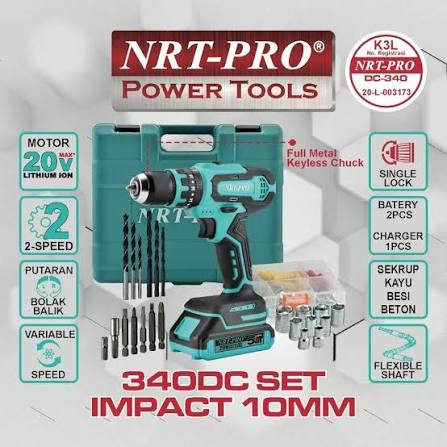 NRT-PRO®
POWER TOOLS
K3L
No. Registrasi
NRT-PRO
DC-340
20-L-003173
MOTOR
20V MAX*
LITHIUM ION
2
2-SPEED
PUTARAN
BOLAK
BALIK
VARIABLE
SPEED
Full Metal
Keyless Chuck
NRT-PRO
NRT-PRO
SINGLE
LOCK
BATERY
2PCS
CHARGER
1PCS
SEKRUP
KAYU
BESI
BETON
FLEXIBLE
SHAFT
340DC SET
IMPACT 10MM